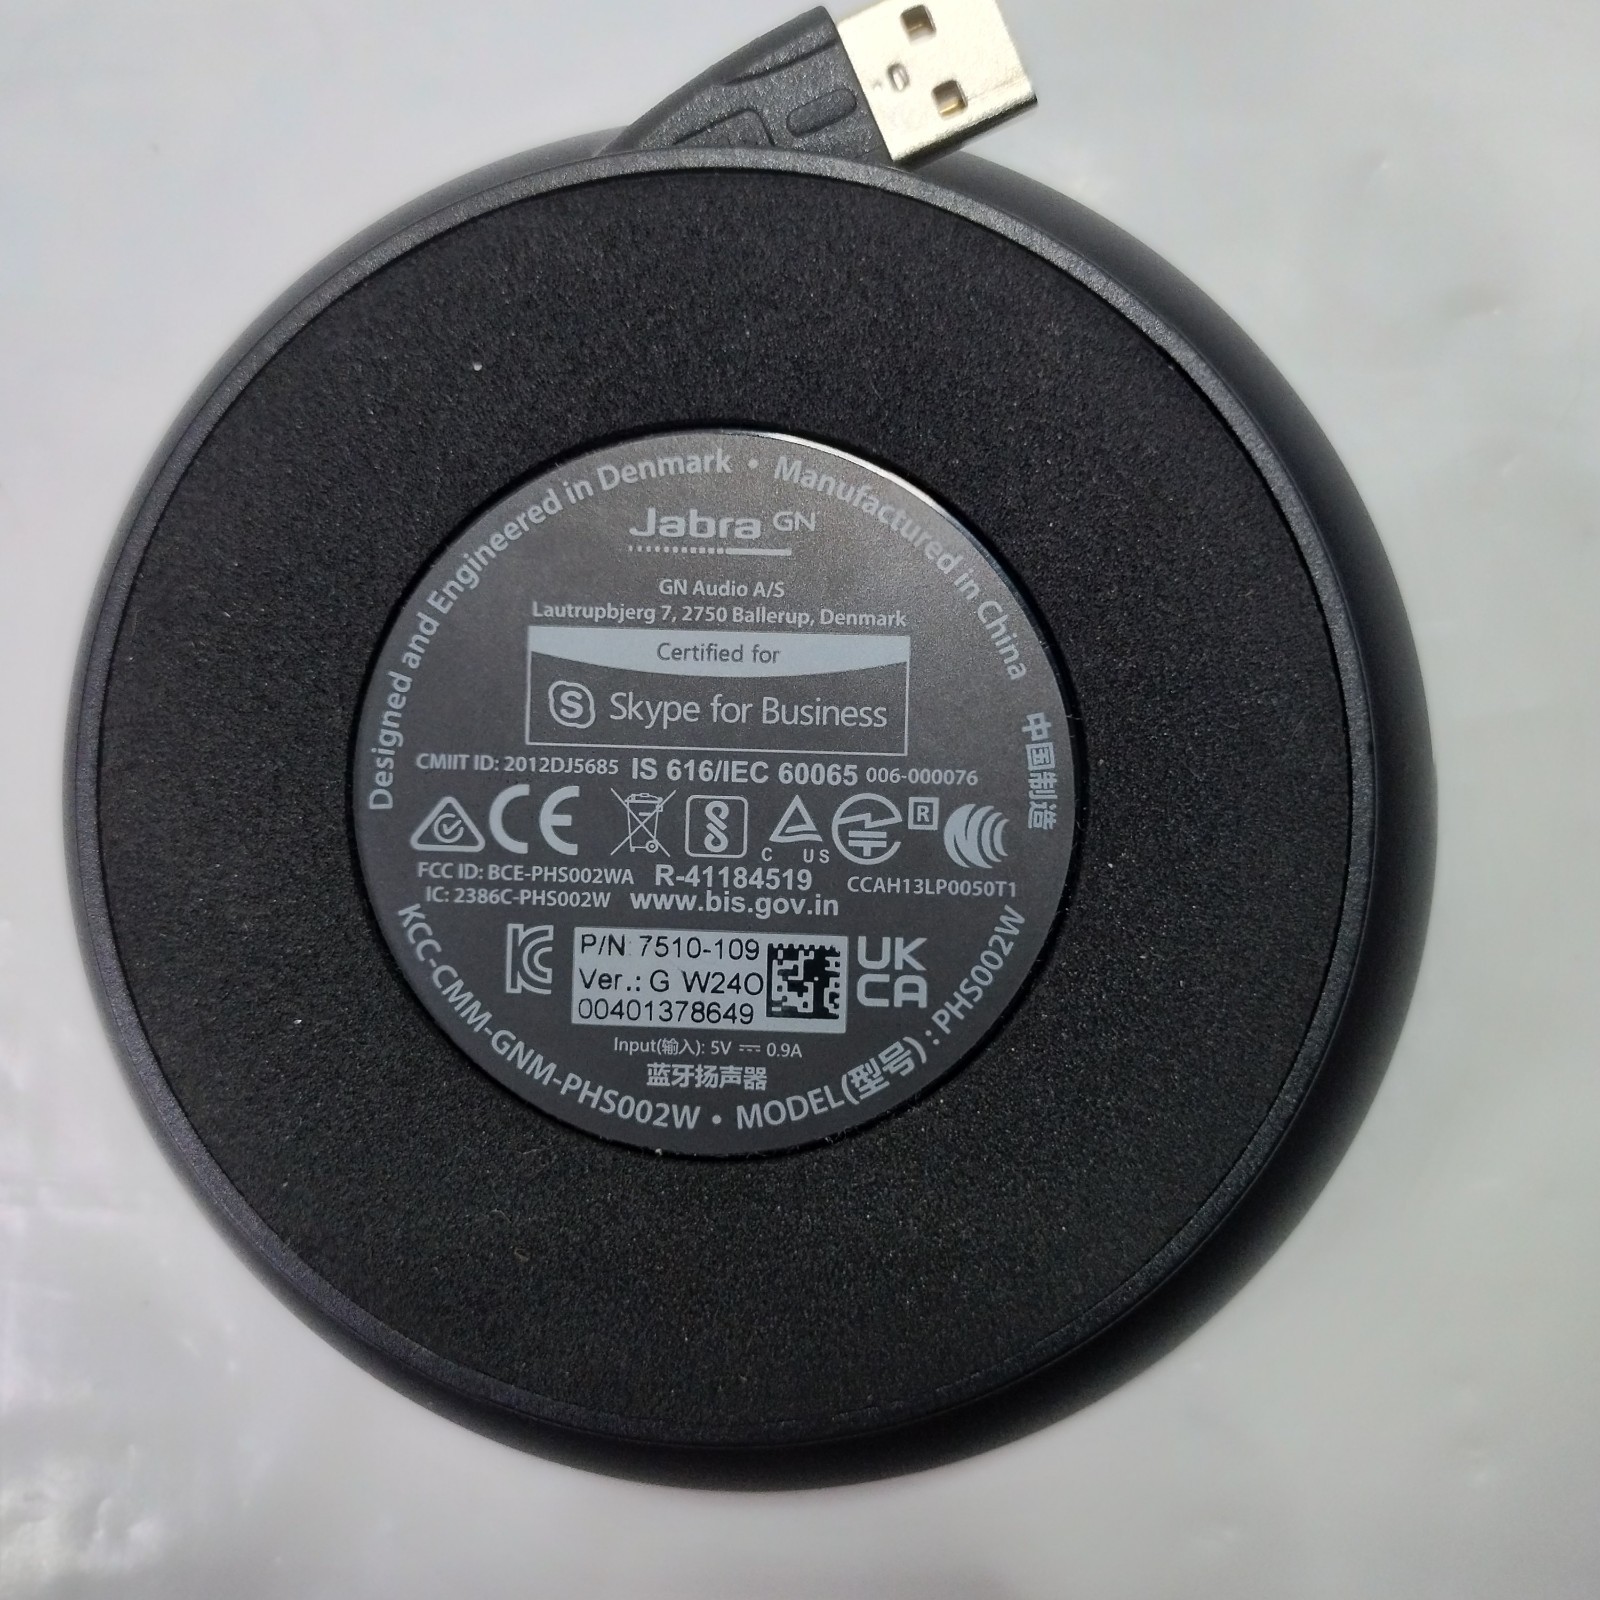 Designed and Engineered in Denmark • Manufactured in China
中国制造
Jabra GN
GN Audio A/S
Lautrupbjerg 7, 2750 Ballerup, Denmark
Certified for
Skype for Business
CMIIT ID: 2012DJ5685 IS 616/IEC 60065 006-000076
CE
C US
R
FCC ID: BCE-PHS002WA R-41184519 CCAH13LP0050T1
IC: 2386C-PHS002W www.bis.gov.in
P/N 7510-109
Ver.: G W24O
00401378649
UK
CA
Input(输入): 5V ⎓ 0.9A
蓝牙扬声器
KCC-CMM-GNM-PHS002W • MODEL(型号) : PHS002W